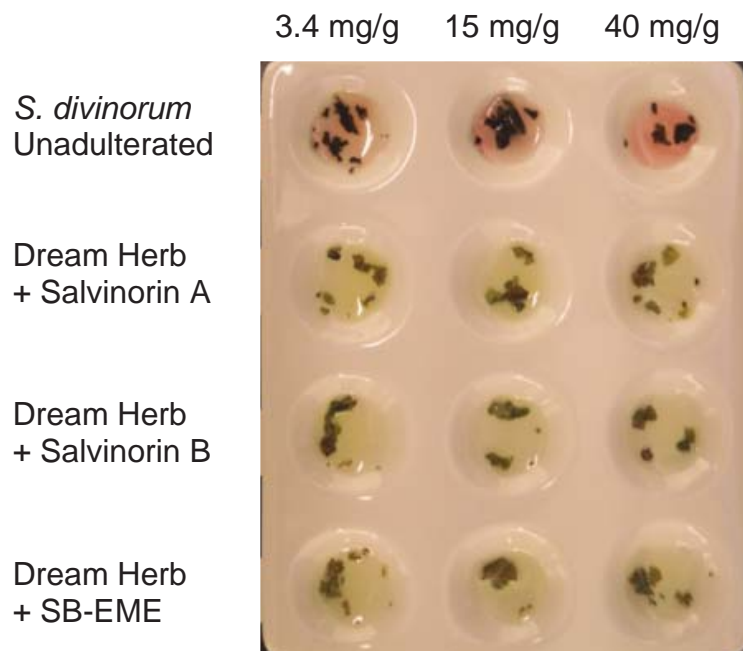 3.4 mg/g 15 mg/g 40 mg/g
S. divinorum
Unadulterated
Dream Herb
+ Salvinorin A
Dream Herb
+ Salvinorin B
Dream Herb
+ SB-EME